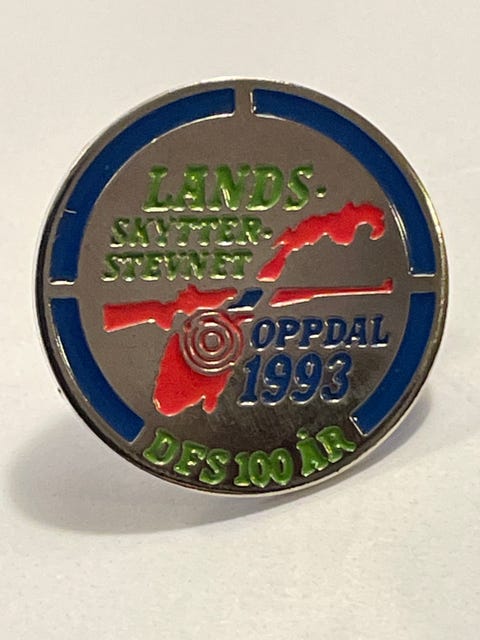 LANDS-
SKYTTER-
STEVNET
OPPDAL
1993
DFS 100 ÅR